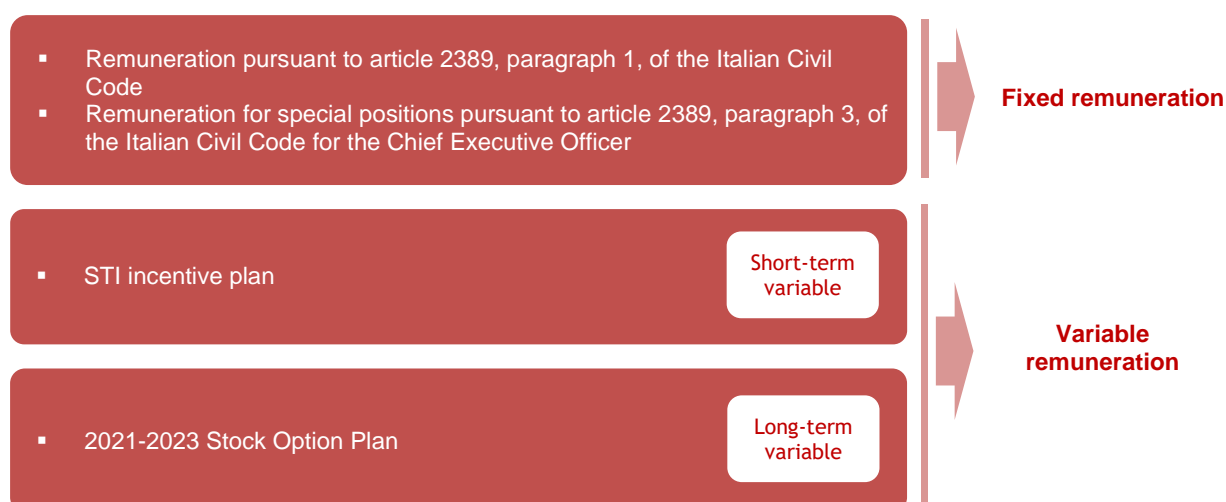 ▪ Remuneration pursuant to article 2389, paragraph 1, of the Italian Civil
Code
▪ Remuneration for special positions pursuant to article 2389, paragraph 3, of
the Italian Civil Code for the Chief Executive Officer
Fixed remuneration
▪ STI incentive plan
Short-term
variable
Variable
remuneration
▪ 2021-2023 Stock Option Plan
Long-term
variable